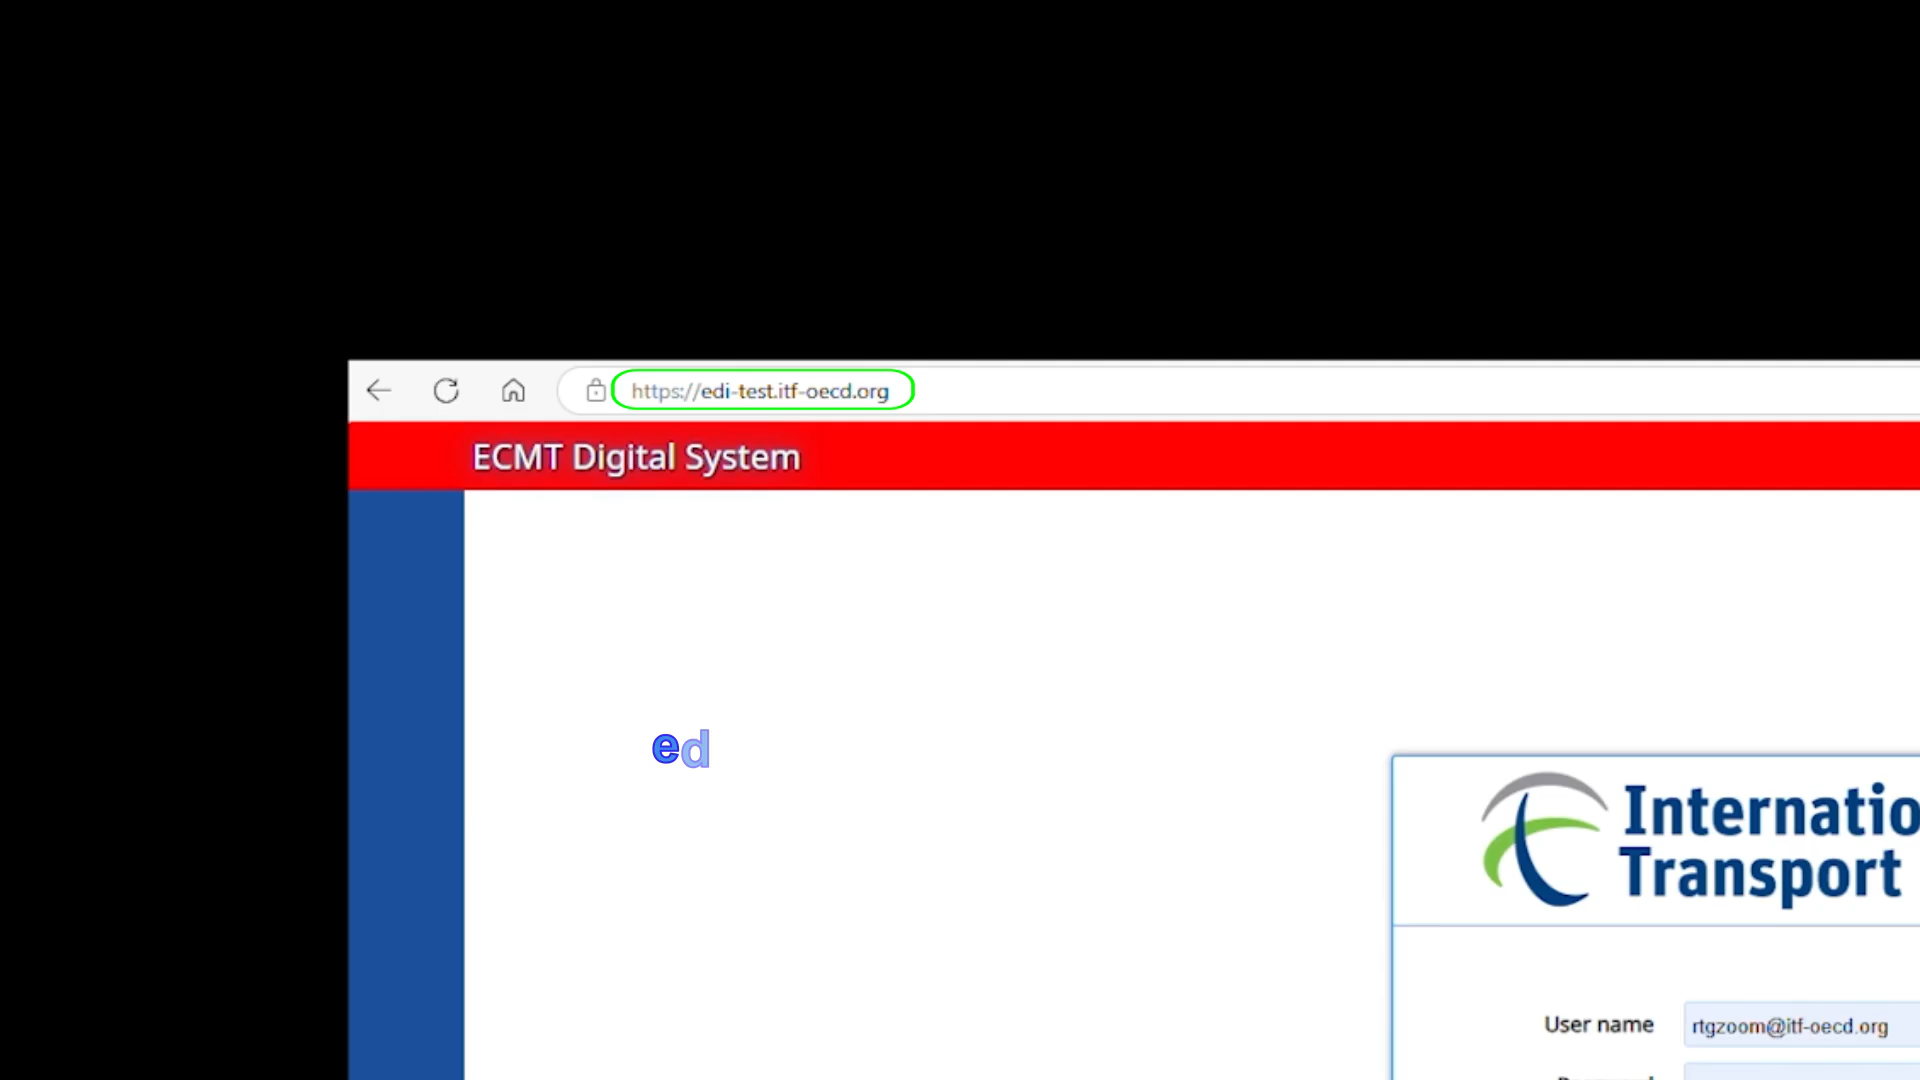 https://edi-test.itf-oecd.org
ECMT Digital System
ed
Internatio
Transport
User name
rtgzoom@itf-oecd.org